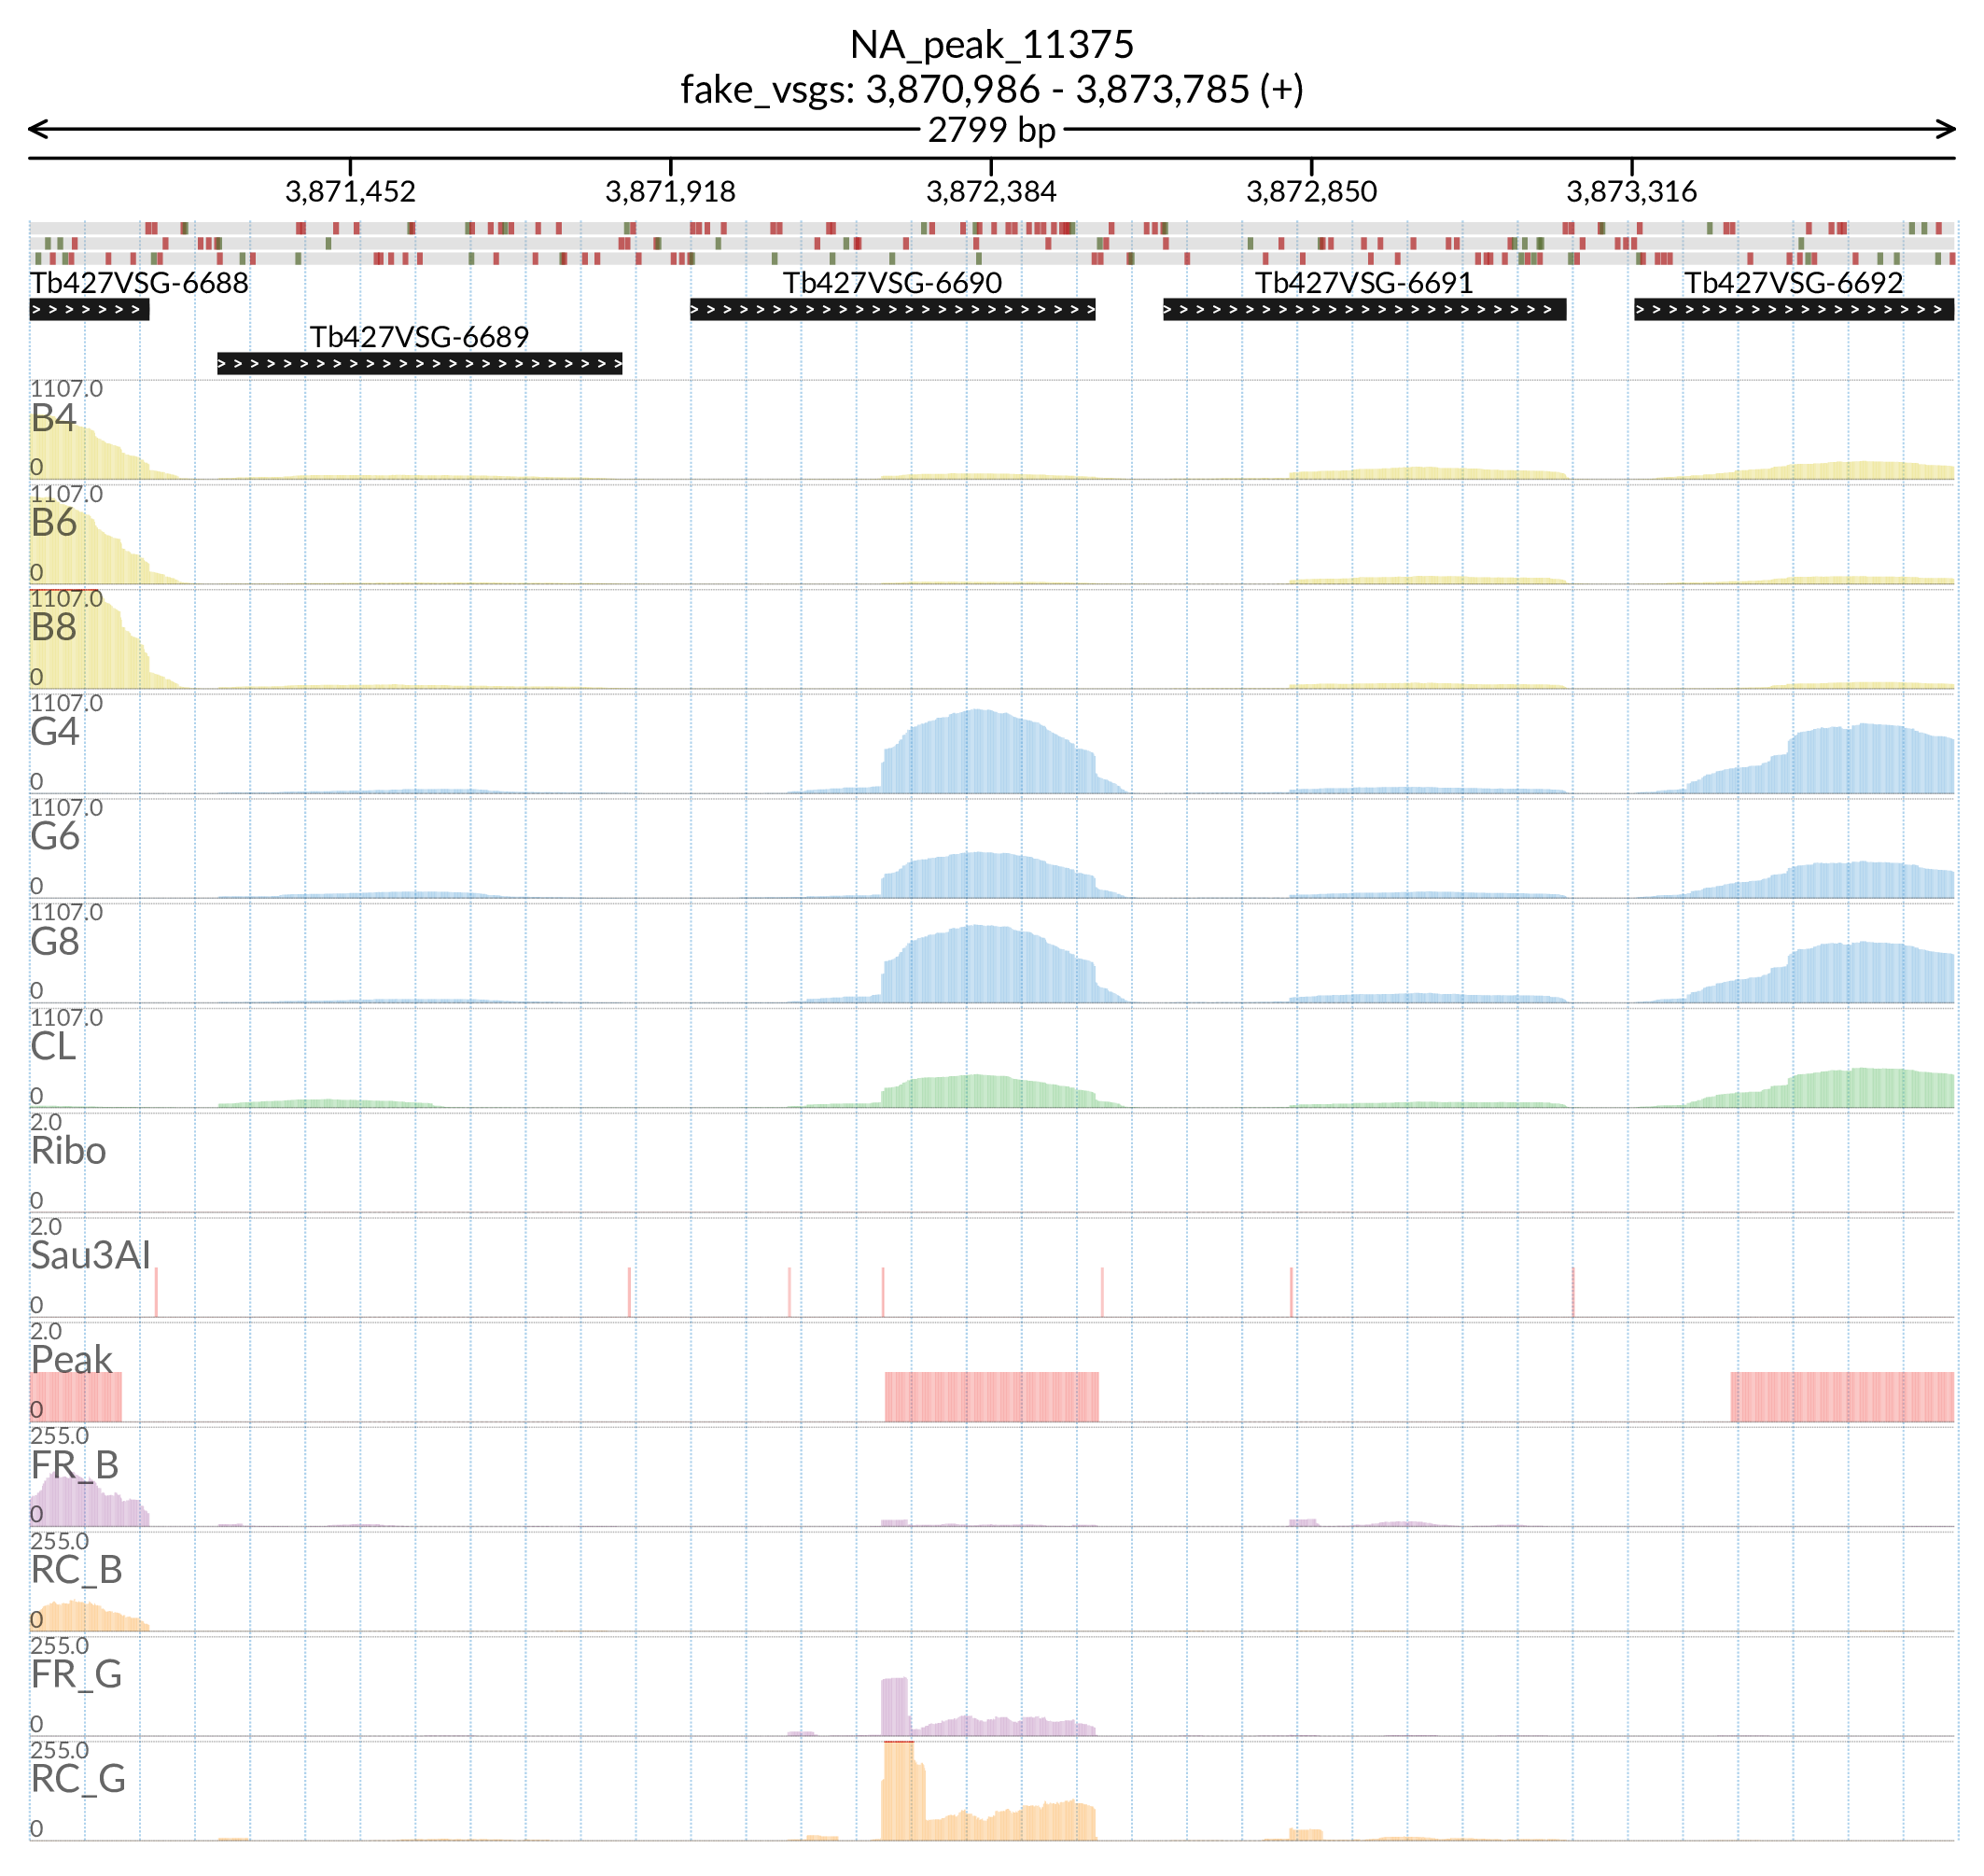 NA_peak_11375
fake_vsgs: 3,870,986 - 3,873,785 (+)
2799 bp
3,871,452 3,871,918 3,872,384 3,872,850 3,873,316
Tb427VSG-6688 Tb427VSG-6690 Tb427VSG-6691 Tb427VSG-6692
Tb427VSG-6689
1107.0
B4
0
1107.0
B6
0
1107.0
B8
0
1107.0
G4
0
1107.0
G6
0
1107.0
G8
0
1107.0
CL
0
2.0
Ribo
0
2.0
Sau3AI
0
2.0
Peak
0
255.0
FR_B
0
255.0
RC_B
0
255.0
FR_G
0
255.0
RC_G
0